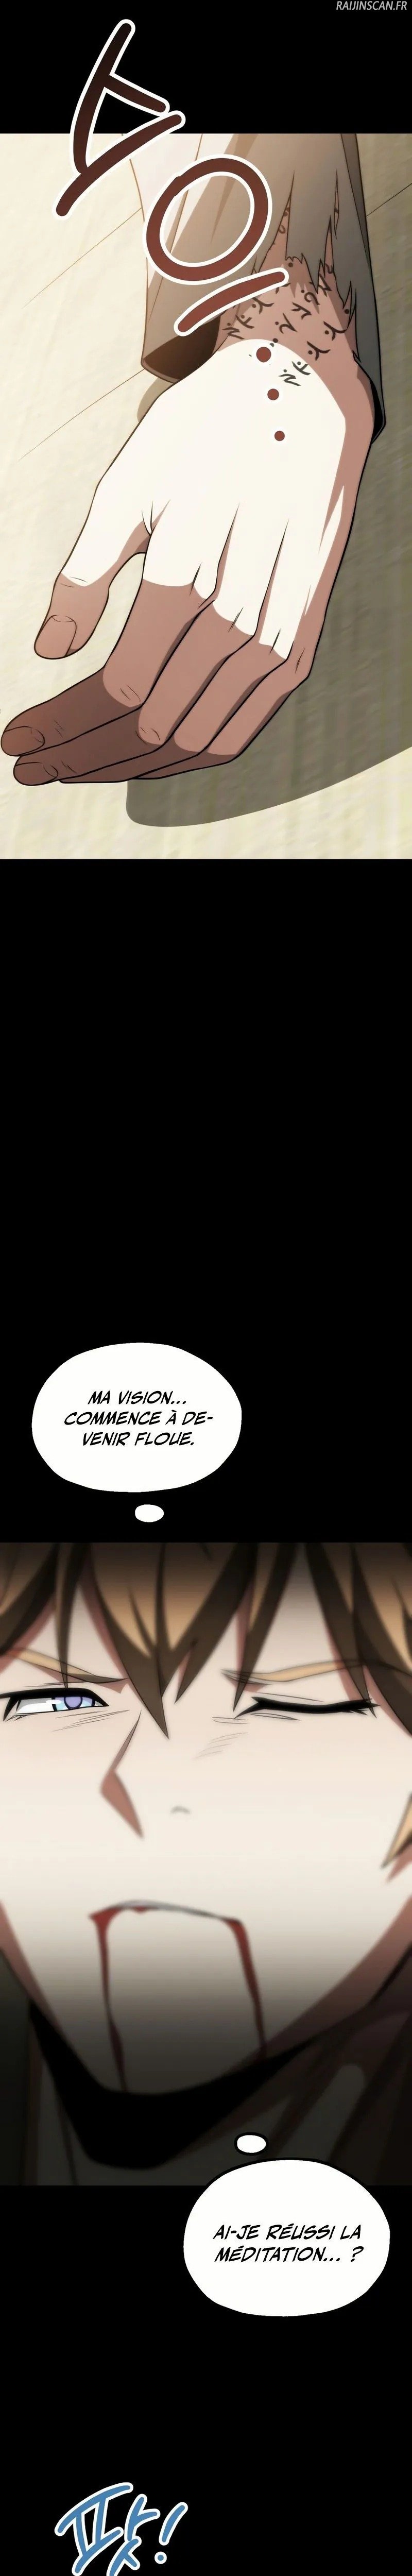 RAIJINSCAN.FR
스으...
MA VISION...
COMMENCE À DE-
VENIR FLOUE.
AI-JE RÉUSSI LA
MÉDITATION... ?
팟!